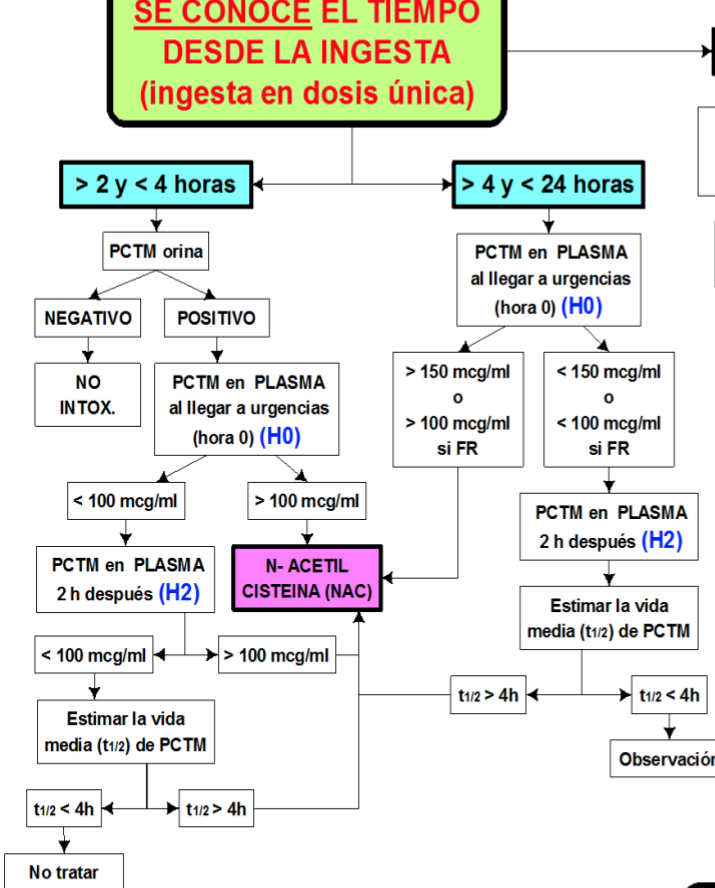 SE CONOCE EL TIEMPO
DESDE LA INGESTA
(ingesta en dosis única)
> 2 y < 4 horas
> 4 y < 24 horas
PCTM orina
NEGATIVO
POSITIVO
NO
INTOX.
PCTM en PLASMA
al llegar a urgencias
(hora 0) (H0)
< 100 mcg/ml
> 100 mcg/ml
PCTM en PLASMA
2 h después (H2)
N- ACETIL
CISTEINA (NAC)
< 100 mcg/ml
> 100 mcg/ml
Estimar la vida
media (t1/2) de PCTM
t1/2 < 4h
t1/2 > 4h
No tratar
PCTM en PLASMA
al llegar a urgencias
(hora 0) (H0)
> 150 mcg/ml
o
> 100 mcg/ml
si FR
< 150 mcg/ml
o
< 100 mcg/ml
si FR
PCTM en PLASMA
2 h después (H2)
Estimar la vida
media (t1/2) de PCTM
t1/2 > 4h
t1/2 < 4h
Observación